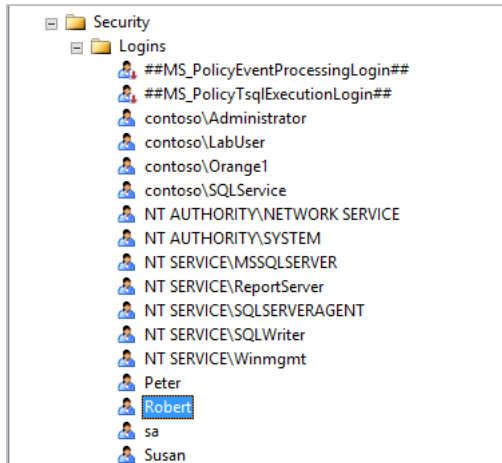 Security
Logins
##MS_PolicyEventProcessingLogin##
##MS_PolicyTsqlExecutionLogin##
contoso\Administrator
contoso\LabUser
contoso\Orange1
contoso\SQLService
NT AUTHORITY\NETWORK SERVICE
NT AUTHORITY\SYSTEM
NT SERVICE\MSSQLSERVER
NT SERVICE\ReportServer
NT SERVICE\SQLSERVERAGENT
NT SERVICE\SQLWriter
NT SERVICE\Winmgmt
Peter
Robert
sa
Susan